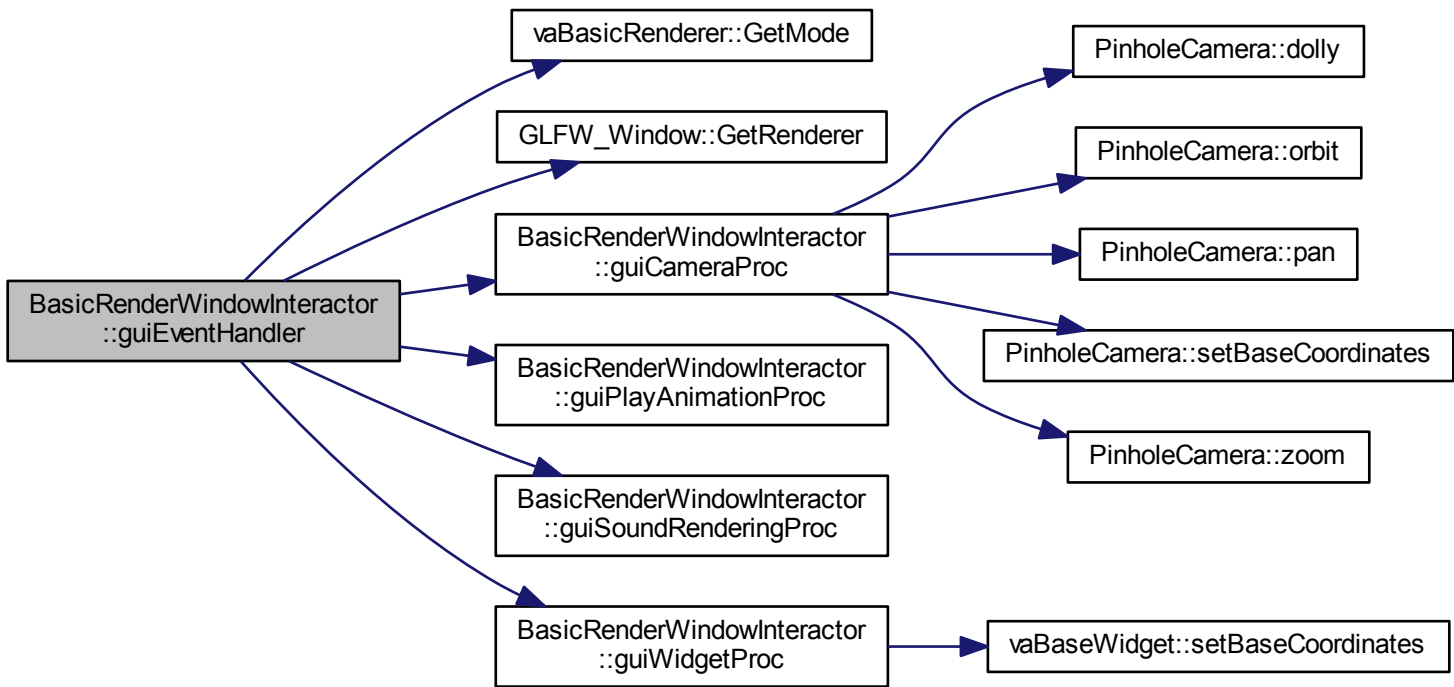 vaBasicRenderer::GetMode
GLFW_Window::GetRenderer
BasicRenderWindowInteractor
::guiEventHandler
BasicRenderWindowInteractor
::guiCameraProc
BasicRenderWindowInteractor
::guiPlayAnimationProc
BasicRenderWindowInteractor
::guiSoundRenderingProc
BasicRenderWindowInteractor
::guiWidgetProc
PinholeCamera::dolly
PinholeCamera::orbit
PinholeCamera::pan
PinholeCamera::setBaseCoordinates
PinholeCamera::zoom
vaBaseWidget::setBaseCoordinates